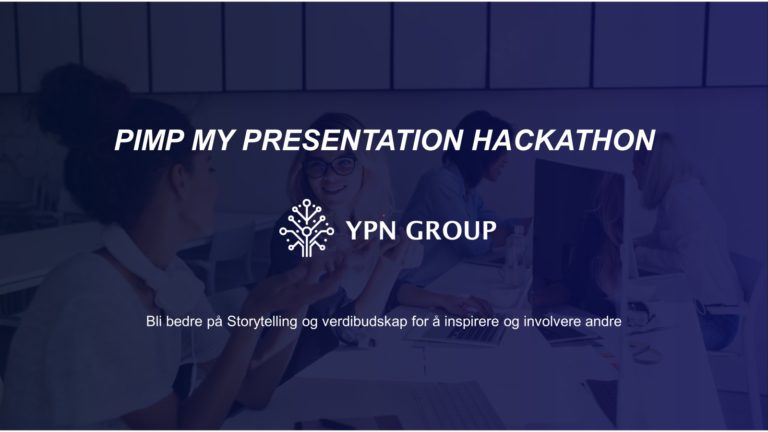 PIMP MY PRESENTATION HACKATHON
YPN GROUP
Bli bedre på Storytelling og verdibudskap for å inspirere og involvere andre